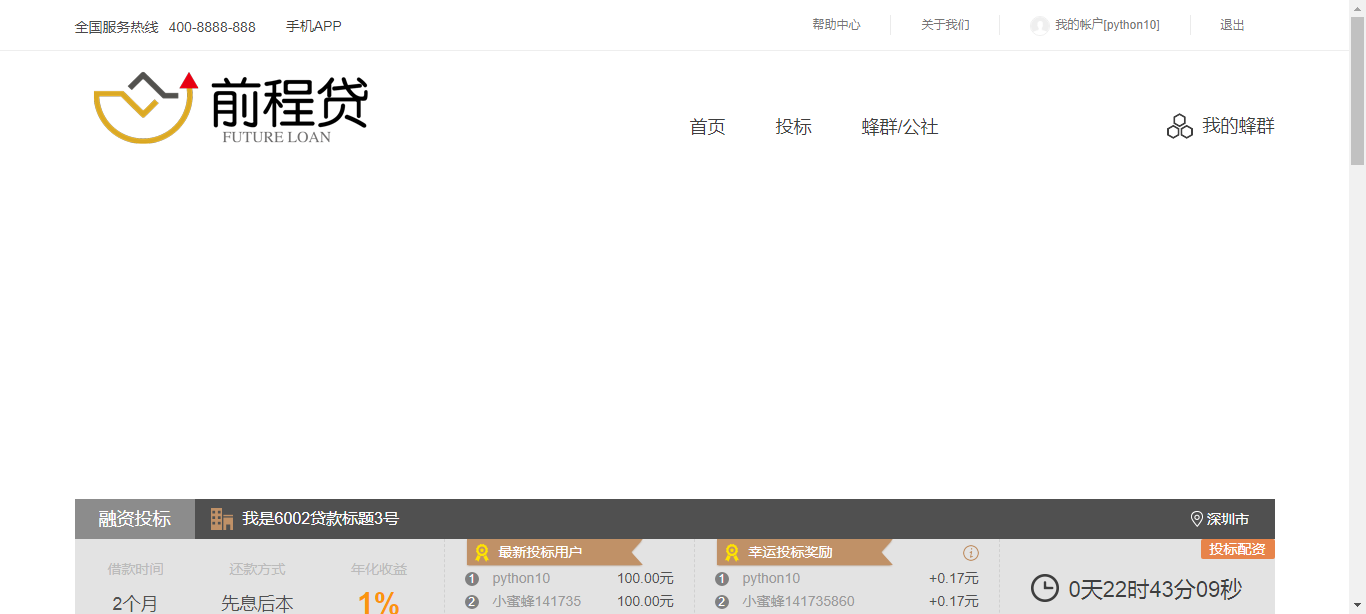 全国服务热线 400-8888-888 手机APP 帮助中心 关于我们 我的帐户[python10] 退出
前程贷
FUTURE LOAN
首页 投标 蜂群/公社 我的蜂群
融资投标 我是6002贷款标题3号 深圳市
最新投标用户 幸运投标奖励 投标配资
借款时间 还款方式 年化收益
1 python10 100.00元 1 python10 +0.17元
0天22时43分09秒
2个月 先息后本 1%
2 小蜜蜂141735 100.00元 2 小蜜蜂141735860 +0.17元